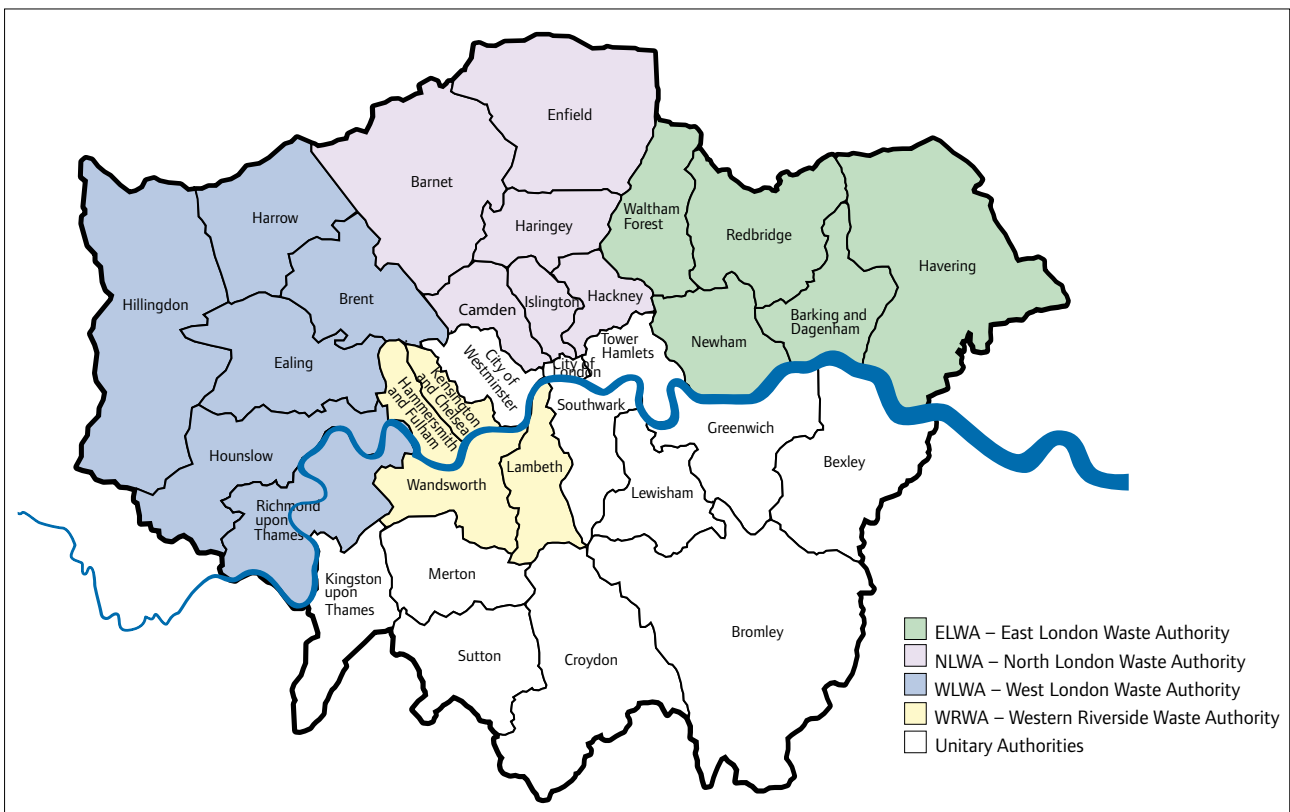 Enfield
Barnet
Harrow
Haringey
Waltham
Forest
Redbridge
Havering
Hillingdon
Brent
Camden
Islington
Hackney
Barking and
Dagenham
Ealing
Newham
Tower
Hamlets
City of
Westminster
City of
London
Kensington
and Chelsea
Hammersmith
and Fulham
Southwark
Greenwich
Hounslow
Bexley
Lambeth
Wandsworth
Lewisham
Richmond
upon
Thames
Kingston
upon
Thames
Merton
Bromley
Sutton
Croydon
ELWA – East London Waste Authority
NLWA – North London Waste Authority
WLWA – West London Waste Authority
WRWA – Western Riverside Waste Authority
Unitary Authorities